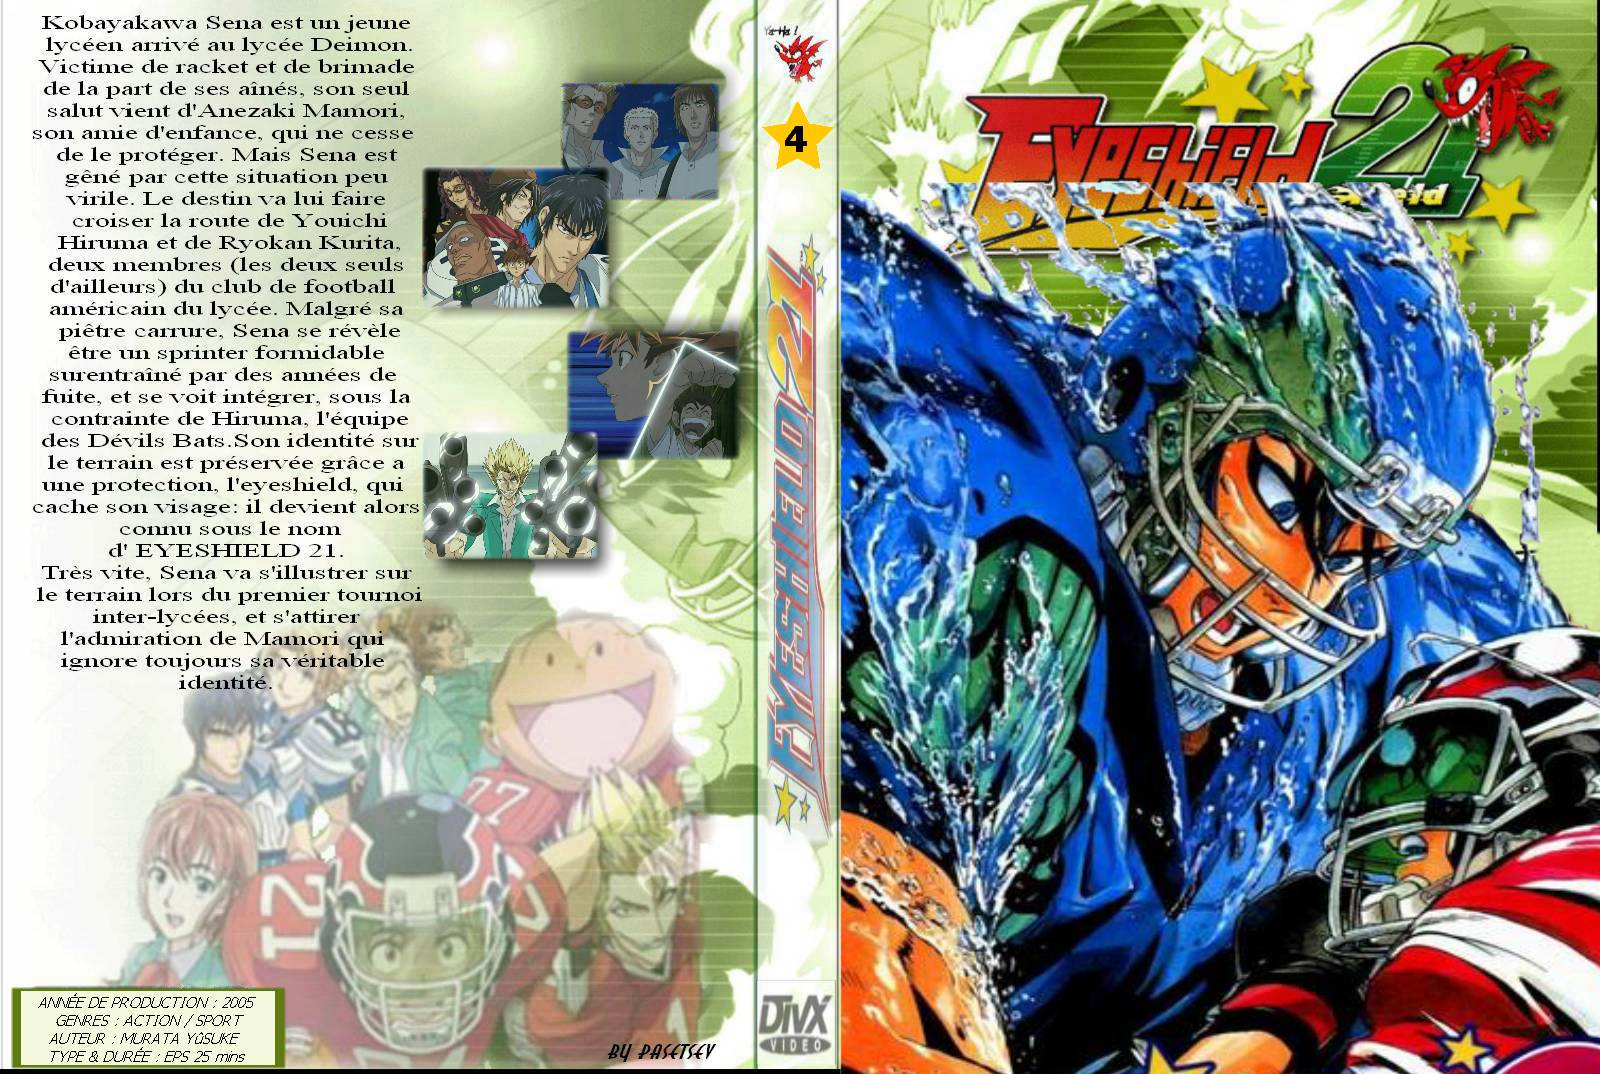 Kobayakawa Sena est un jeune
lycéen arrivé au lycée Deimon.
Victime de racket et de brimade
de la part de ses aînés, son seul
salut vient d'Anezaki Mamori,
son amie d'enfance, qui ne cesse
de le protéger. Mais Sena est
gêné par cette situation peu
virile. Le destin va lui faire
croiser la route de Youichi
Hiruma et de Ryokan Kurita,
deux membres (les deux seuls
d'ailleurs) du club de football
américain du lycée. Malgré sa
piètre carrure, Sena se révèle
être un sprinter formidable
surentraîné par des années de
fuite, et se voit intégrer, sous la
contrainte de Hiruma, l'équipe
des Dévils Bats.Son identité sur
le terrain est préservée grâce a
une protection, l'eyeshield, qui
cache son visage: il devient alors
connu sous le nom
d' EYESHIELD 21.
Très vite, Sena va s'illustrer sur
le terrain lors du premier tournoi
inter-lycées, et s'attirer
l'admiration de Mamori qui
ignore toujours sa véritable
identité.
12
77
ANNÉE DE PRODUCTION : 2005
GENRES : ACTION / SPORT
AUTEUR : MURATA YûSUKE
TYPE & DURÉE : EPS 25 mins
BY PASETSEV
Ya-Ha !
4
EYESHIELD 21
DIVX
VIDEO
EYESHIELD 21